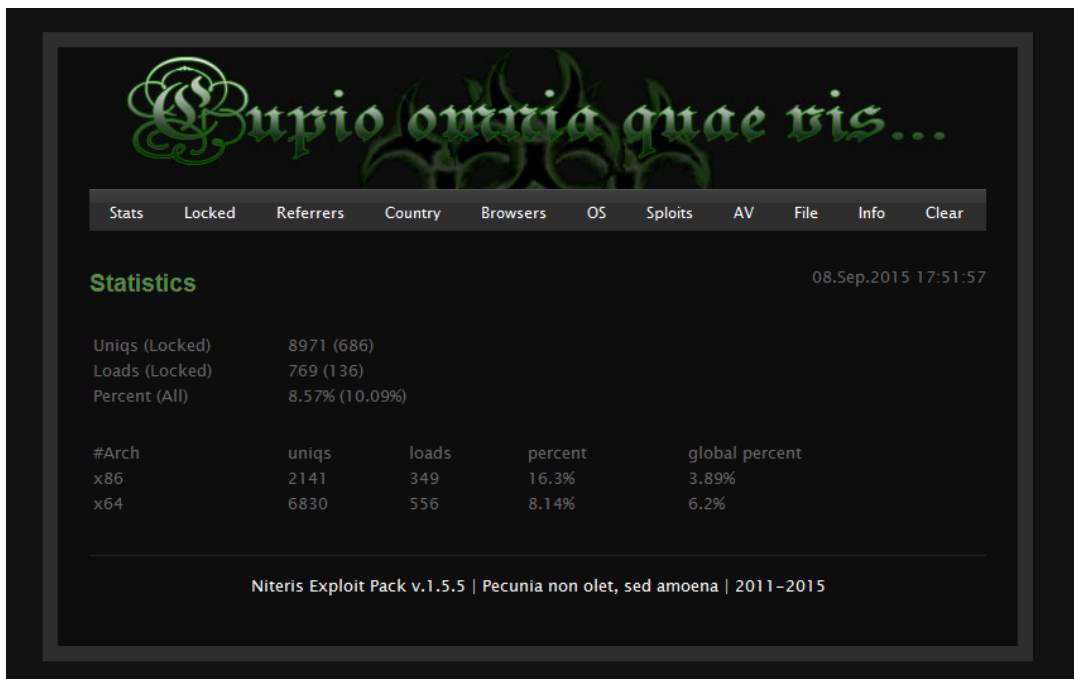 Cupio omnia quae vis...
Stats Locked Referrers Country Browsers OS Sploits AV File Info Clear
Statistics
08.Sep.2015 17:51:57
Uniqs (Locked) 8971 (686)
Loads (Locked) 769 (136)
Percent (All) 8.57% (10.09%)
#Arch uniqs loads percent global percent
x86 2141 349 16.3% 3.89%
x64 6830 556 8.14% 6.2%
Niteris Exploit Pack v.1.5.5 | Pecunia non olet, sed amoena | 2011-2015